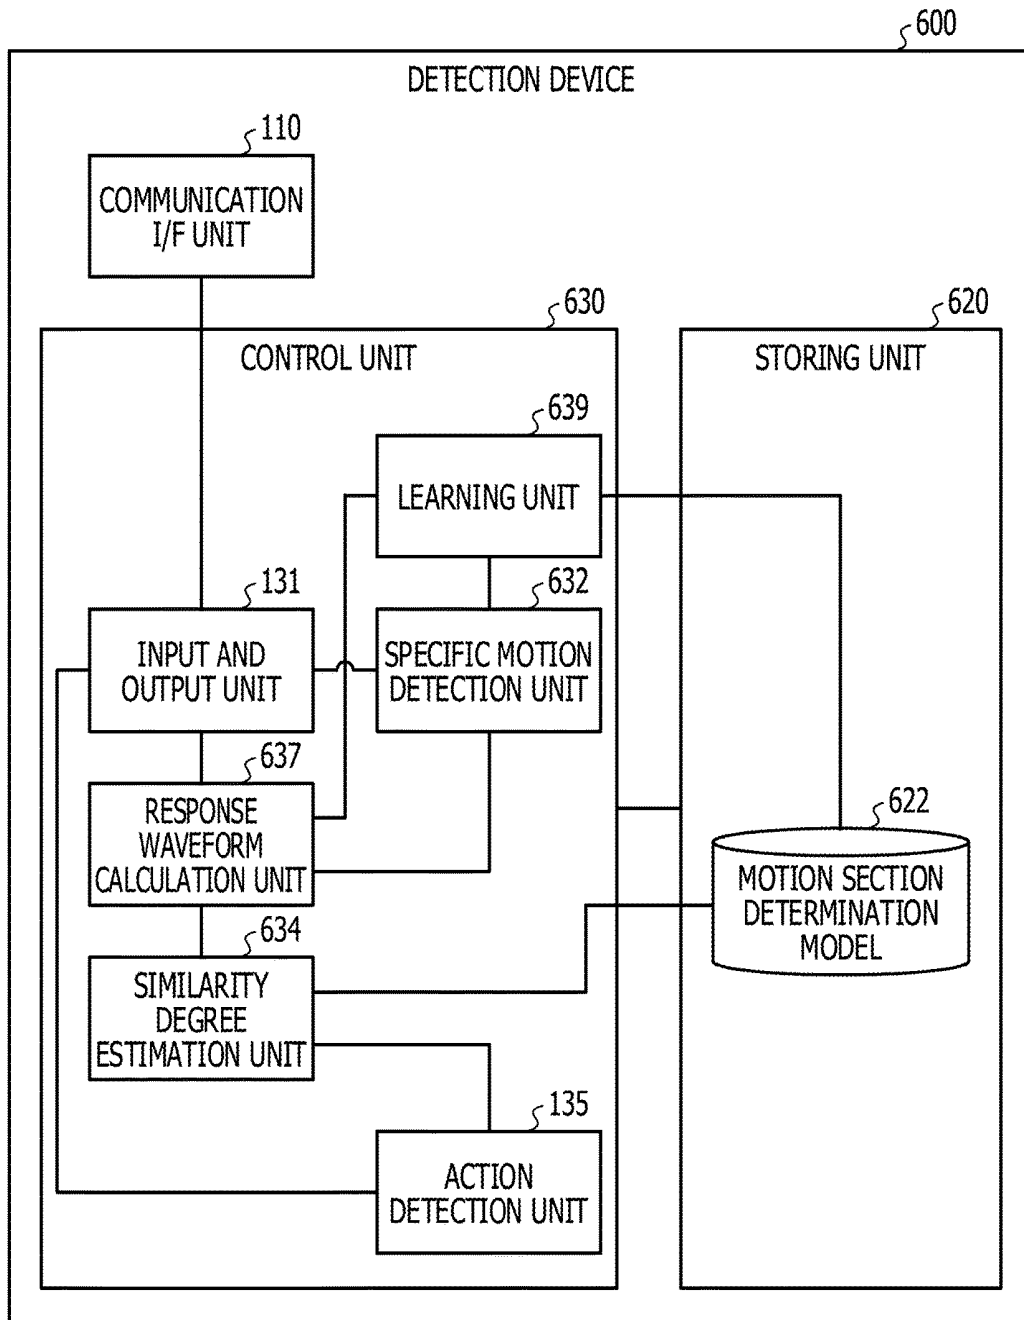 600
DETECTION DEVICE
110
COMMUNICATION
I/F UNIT
630
CONTROL UNIT
620
STORING UNIT
639
LEARNING UNIT
131
INPUT AND
OUTPUT UNIT
632
SPECIFIC MOTION
DETECTION UNIT
637
RESPONSE
WAVEFORM
CALCULATION UNIT
622
MOTION SECTION
DETERMINATION
MODEL
634
SIMILARITY
DEGREE
ESTIMATION UNIT
135
ACTION
DETECTION UNIT